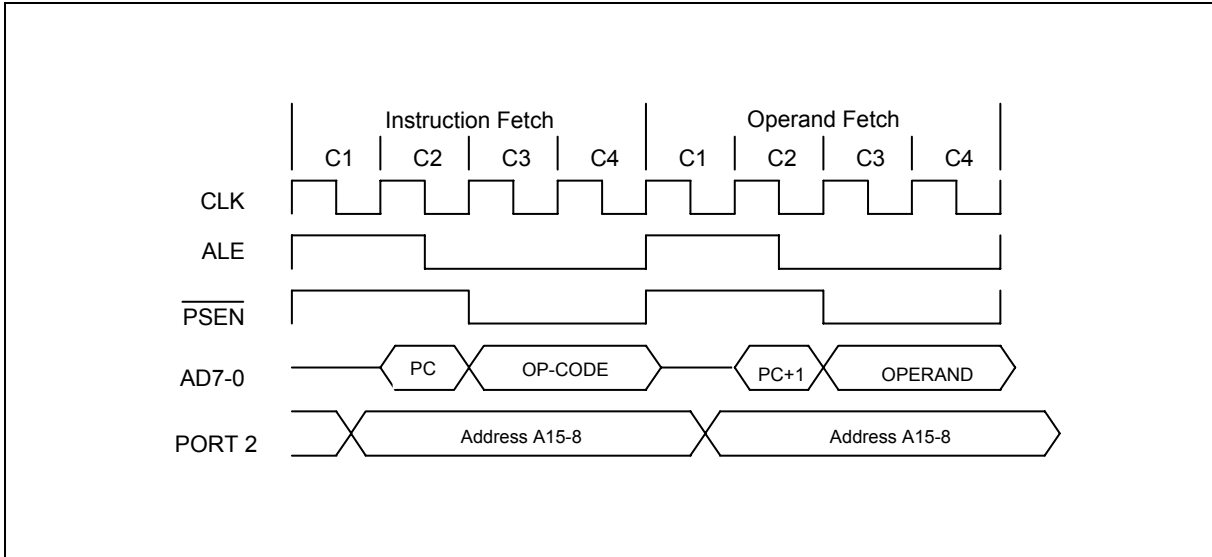 Instruction Fetch Operand Fetch
C1 C2 C3 C4 C1 C2 C3 C4
CLK
ALE
PSEN
AD7-0 PC OP-CODE PC+1 OPERAND
PORT 2 Address A15-8 Address A15-8